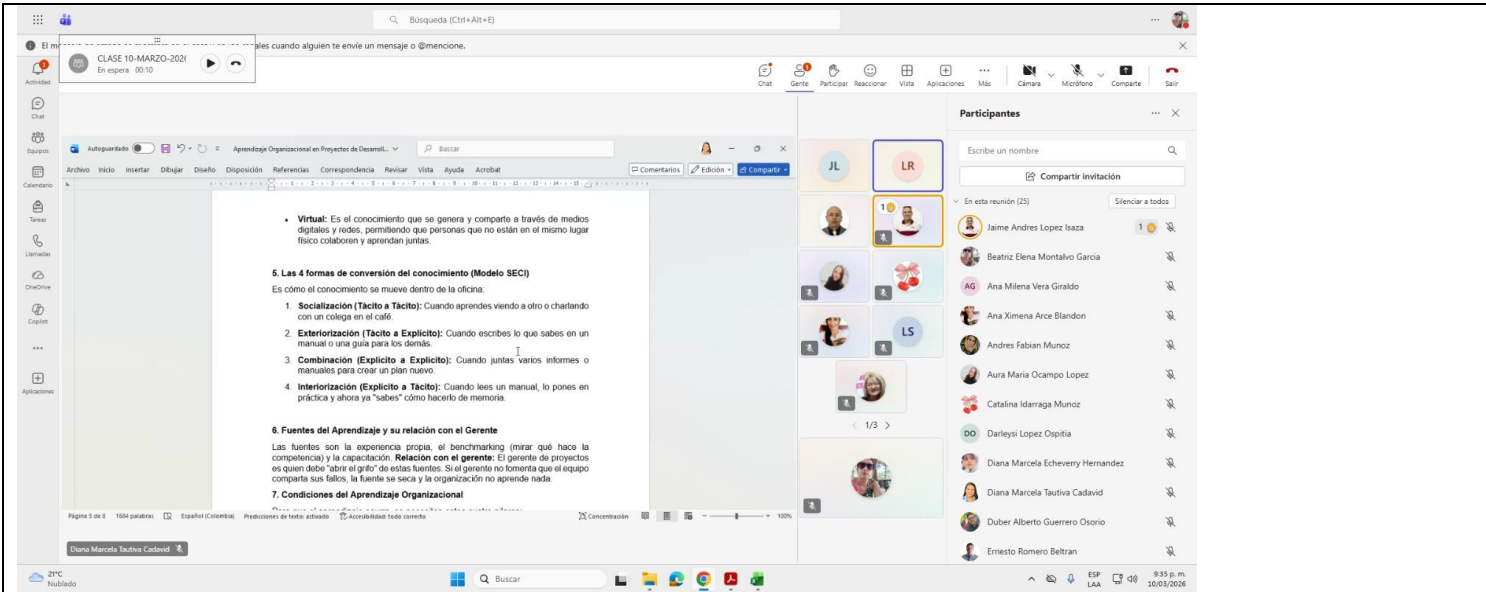 Búsqueda (Ctrl+Alt+E)
ales cuando alguien te envíe un mensaje o @mencione.
CLASE 10-MARZO-2026
En espera 00:10
Actividad
Chat
Equipos
Calendario
Tareas
Llamadas
OneDrive
Copilot
Aplicaciones
Chat
Gente
Participar
Reaccionar
Vista
Aplicaciones
Más
Cámara
Micrófono
Comparte
Salir
Autoguardado
Aprendizaje Organizacional en Proyectos de Desarroll...
Buscar
Archivo Inicio Insertar Dibujar Diseño Disposición Referencias Correspondencia Revisar Vista Ayuda Acrobat
Comentarios
Edición
Compartir
• Virtual: Es el conocimiento que se genera y comparte a través de medios
digitales y redes, permitiendo que personas que no están en el mismo lugar
físico colaboren y aprendan juntas.
5. Las 4 formas de conversión del conocimiento (Modelo SECI)
Es cómo el conocimiento se mueve dentro de la oficina:
1. Socialización (Tácito a Tácito): Cuando aprendes viendo a otro o charlando
con un colega en el café.
2. Exteriorización (Tácito a Explícito): Cuando escribes lo que sabes en un
manual o una guía para los demás.
3. Combinación (Explícito a Explícito): Cuando juntas varios informes o
manuales para crear un plan nuevo.
4. Interiorización (Explícito a Tácito): Cuando lees un manual, lo pones en
práctica y ahora ya "sabes" cómo hacerlo de memoria.
6. Fuentes del Aprendizaje y su relación con el Gerente
Las fuentes son la experiencia propia, el benchmarking (mirar qué hace la
competencia) y la capacitación. Relación con el gerente: El gerente de proyectos
es quien debe "abrir el grifo" de estas fuentes. Si el gerente no fomenta que el equipo
comparta sus fallos, la fuente se seca y la organización no aprende nada.
7. Condiciones del Aprendizaje Organizacional
Página 5 de 8 1684 palabras Español (Colombia) Predicciones de texto: activado Accesibilidad: todo correcto
Concentración
100%
Diana Marcela Tautiva Cadavid
JL
LR
1
LS
1/3
Participantes
Escribe un nombre
Compartir invitación
En esta reunión (25)
Silenciar a todos
Jaime Andres Lopez Isaza
1
Beatriz Elena Montalvo Garcia
AG Ana Milena Vera Giraldo
Ana Ximena Arce Blandon
Andres Fabian Munoz
Aura Maria Ocampo Lopez
Catalina Idarraga Munoz
DO Darleysi Lopez Ospitia
Diana Marcela Echeverry Hernandez
Diana Marcela Tautiva Cadavid
Duber Alberto Guerrero Osorio
Ernesto Romero Beltran
21°C
Nublado
Buscar
ESP
LAA
9:35 p. m.
10/03/2026